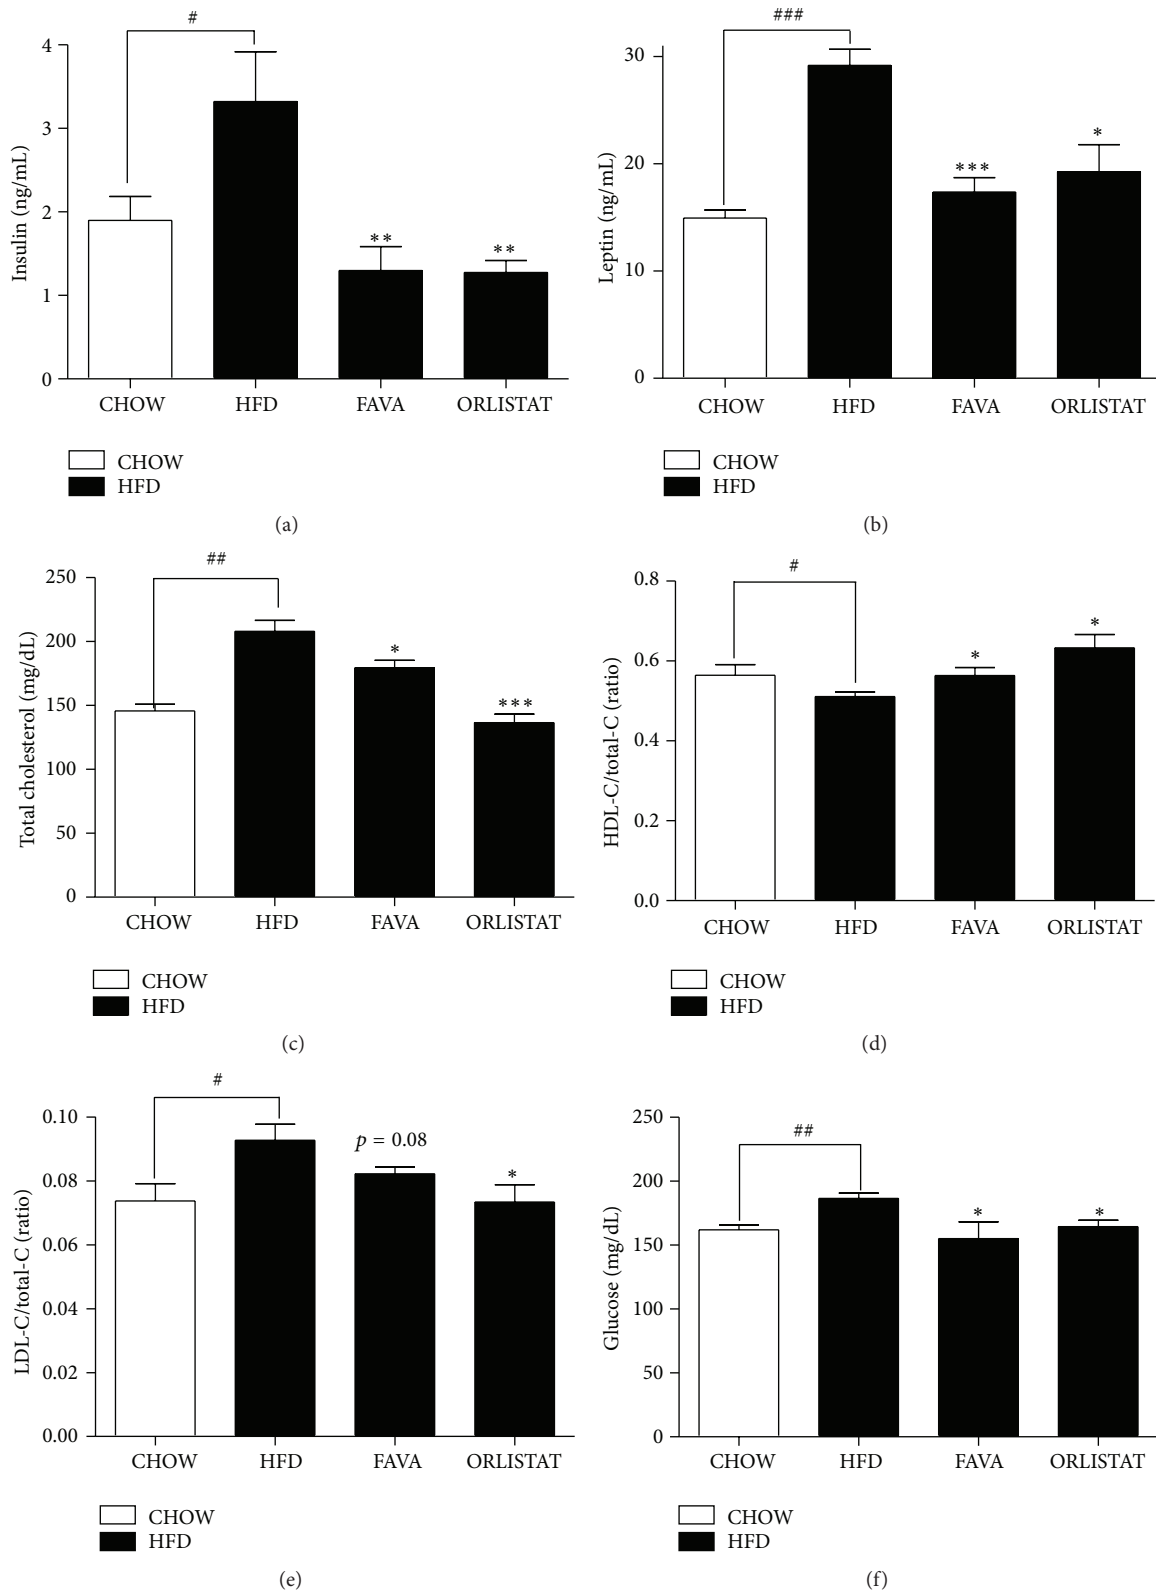 #
4
3
2
1
0
Insulin (ng/mL)
**
**
CHOW HFD FAVA ORLISTAT
CHOW
HFD
(a)
###
30
20
10
0
Leptin (ng/mL)
***
*
CHOW HFD FAVA ORLISTAT
CHOW
HFD
(b)
##
250
200
150
100
50
0
Total cholesterol (mg/dL)
*
***
CHOW HFD FAVA ORLISTAT
CHOW
HFD
(c)
#
0.8
0.6
0.4
0.2
0.0
HDL-C/total-C (ratio)
*
*
CHOW HFD FAVA ORLISTAT
CHOW
HFD
(d)
#
0.10
0.08
0.06
0.04
0.02
0.00
LDL-C/total-C (ratio)
p = 0.08
*
CHOW HFD FAVA ORLISTAT
CHOW
HFD
(e)
##
250
200
150
100
50
0
Glucose (mg/dL)
*
*
CHOW HFD FAVA ORLISTAT
CHOW
HFD
(f)